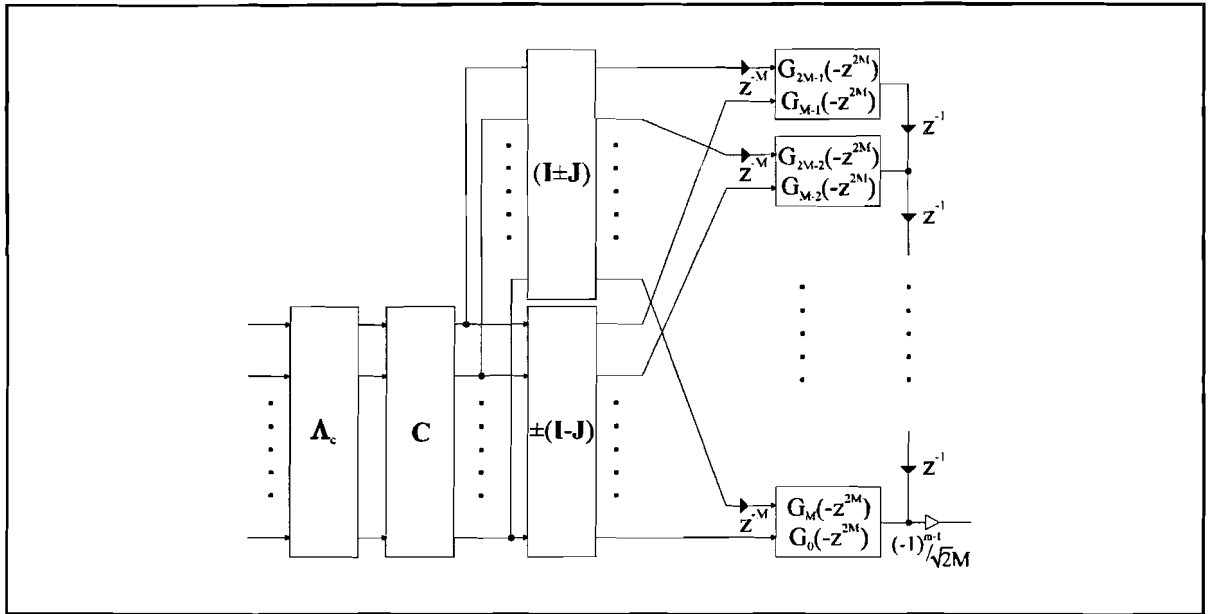 G_{2M-1}(-z^{2M})
z^{-M}
G_{M-1}(-z^{2M})
z^{-1}
G_{2M-2}(-z^{2M})
z^{-M}
G_{M-2}(-z^{2M})
z^{-1}
(I±J)
Λ_c
C
±(I-J)
z^{-1}
G_M(-z^{2M})
z^{-M}
G_0(-z^{2M})
(-1)^{m-1}/√2M